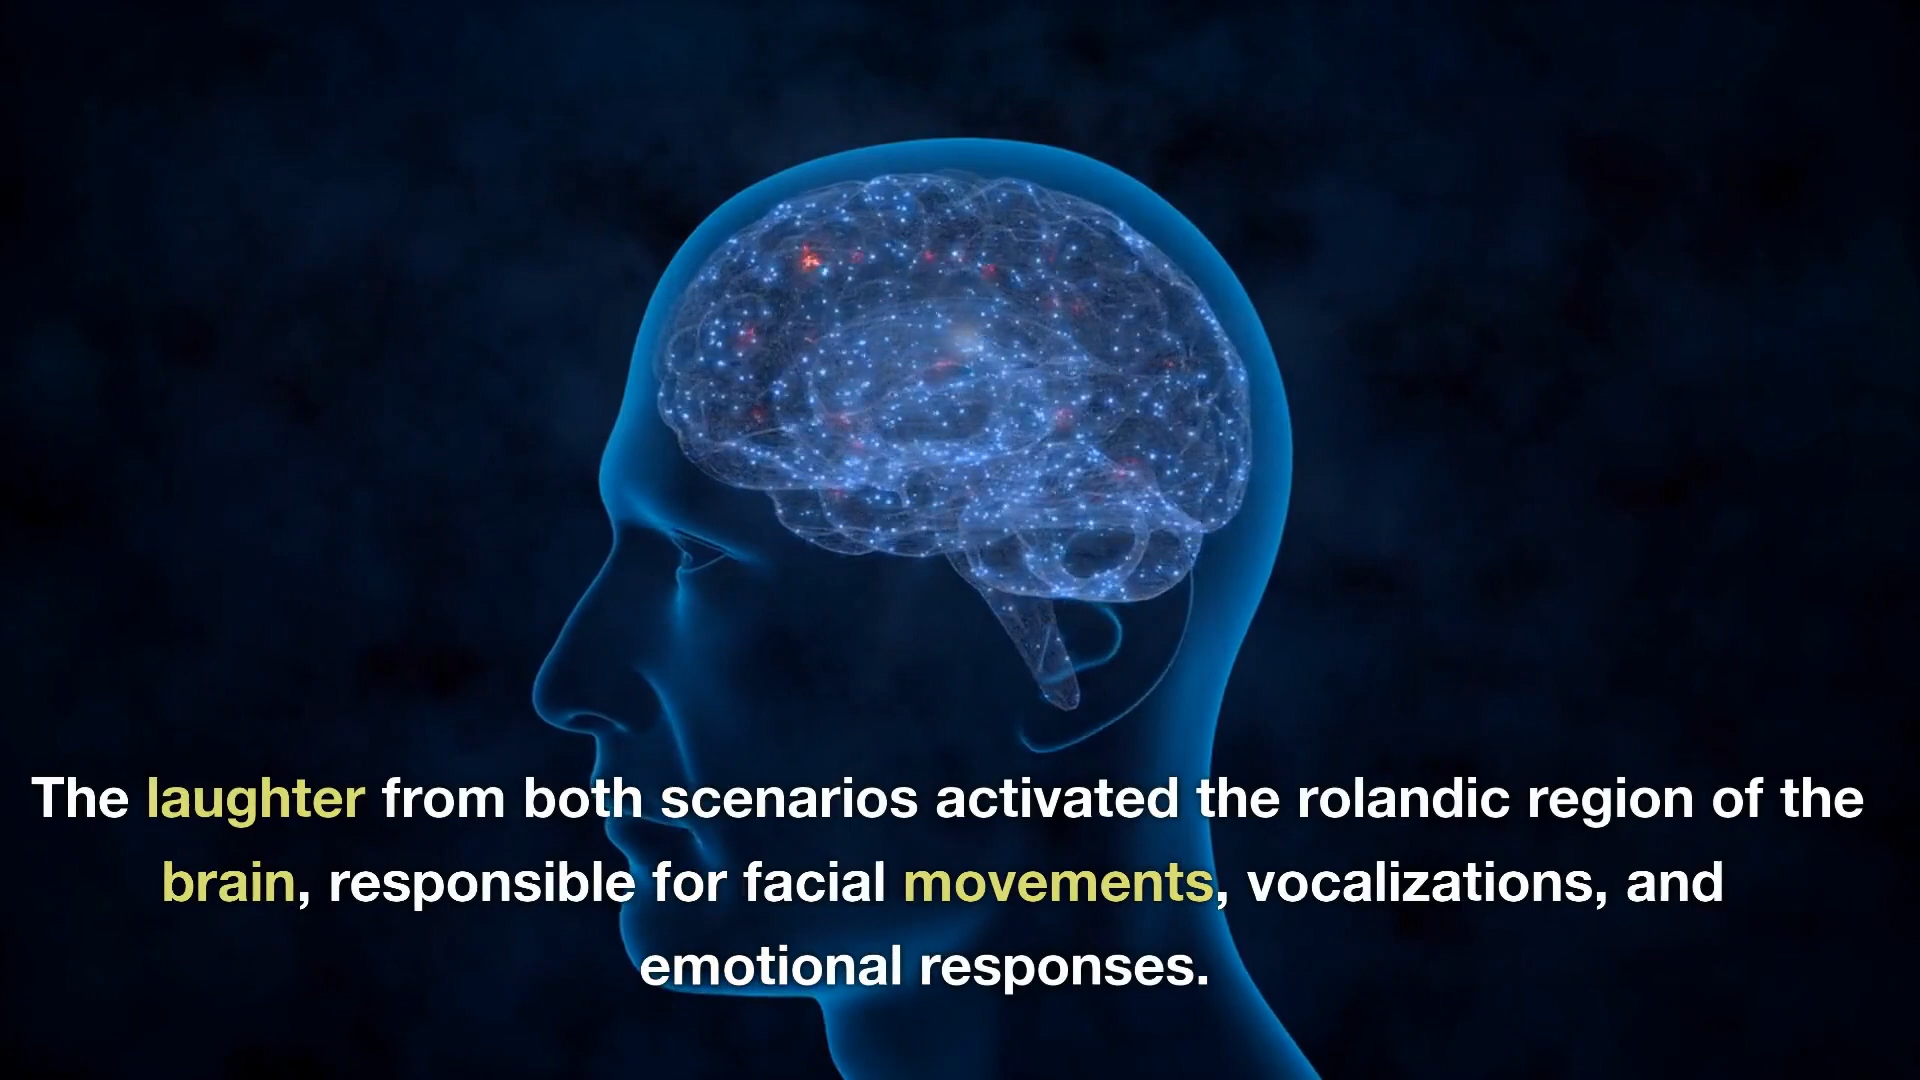 The laughter from both scenarios activated the rolandic region of the
brain, responsible for facial movements, vocalizations, and
emotional responses.